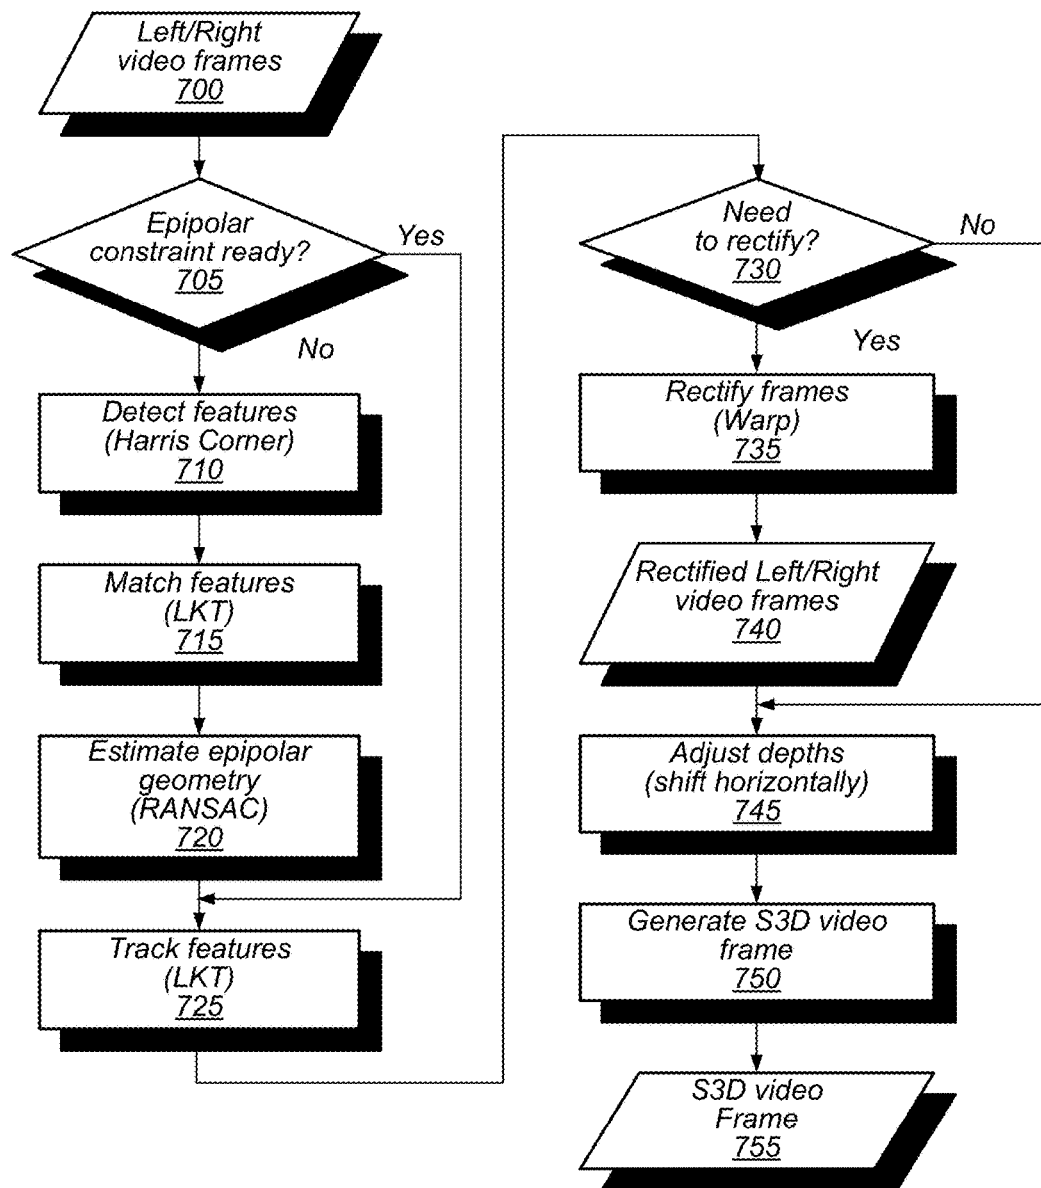 Left/Right
video frames
700
Epipolar
constraint ready?
705
Yes
No
Detect features
(Harris Corner)
710
Match features
(LKT)
715
Estimate epipolar
geometry
(RANSAC)
720
Track features
(LKT)
725
Need
to rectify?
730
No
Yes
Rectify frames
(Warp)
735
Rectified Left/Right
video frames
740
Adjust depths
(shift horizontally)
745
Generate S3D video
frame
750
S3D video
Frame
755